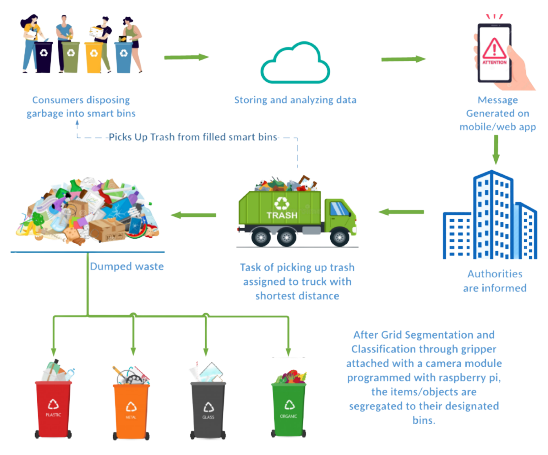 Consumers disposing
garbage into smart bins
Storing and analyzing data
ATTENTION
Message
Generated on
mobile/web app
Picks Up Trash from filled smart bins
TRASH
Dumped waste
Task of picking up trash
assigned to truck with
shortest distance
Authorities
are informed
After Grid Segmentation and
Classification through gripper
attached with a camera module
programmed with raspberry pi,
the items/objects are
segregated to their designated
bins.
PLASTIC
METAL
GLASS
ORGANIC